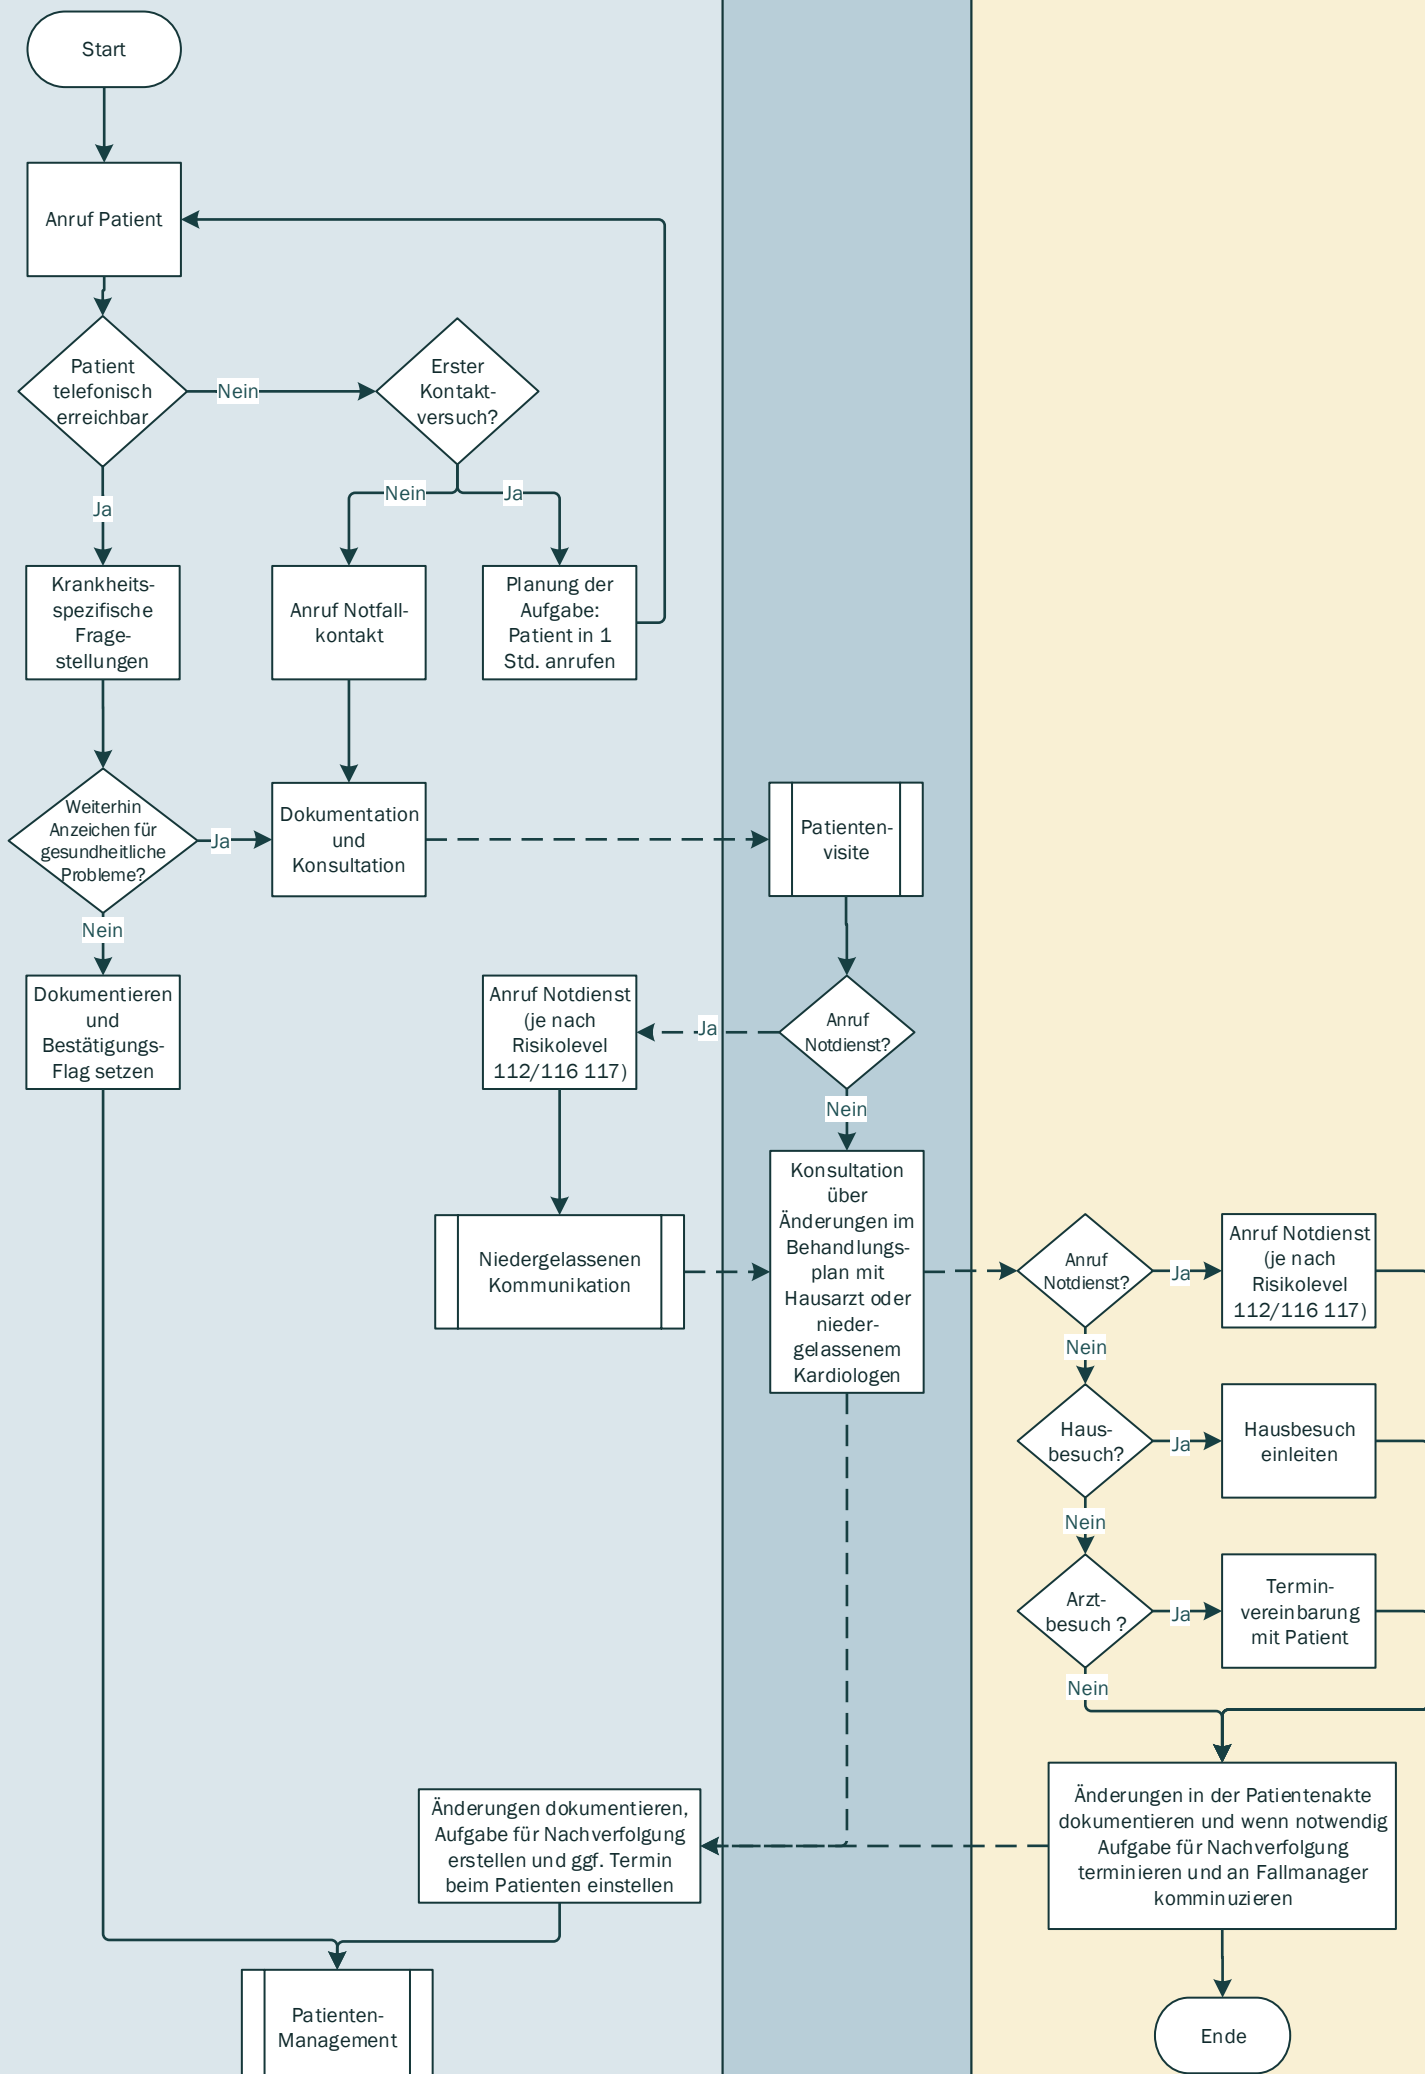 Start
Anruf Patient
Patient
telefonisch
erreichbar
Nein
Erster
Kontakt-
versuch?
Nein
Ja
Ja
Krankheits-
spezifische
Frage-
stellungen
Anruf Notfall-
kontakt
Planung der
Aufgabe:
Patient in 1
Std. anrufen
Weiterhin
Anzeichen für
gesundheitliche
Probleme?
Ja
Dokumentation
und
Konsultation
Patienten-
visite
Nein
Dokumentieren
und
Bestätigungs-
Flag setzen
Anruf Notdienst
(je nach
Risikolevel
112/116 117)
Ja
Anruf
Notdienst?
Nein
Niedergelassenen
Kommunikation
Konsultation
über
Änderungen im
Behandlungs-
plan mit
Hausarzt oder
nieder-
gelassenem
Kardiologen
Anruf
Notdienst?
Ja
Anruf Notdienst
(je nach
Risikolevel
112/116 117)
Nein
Haus-
besuch?
Ja
Hausbesuch
einleiten
Nein
Arzt-
besuch ?
Ja
Termin-
vereinbarung
mit Patient
Nein
Änderungen dokumentieren,
Aufgabe für Nachverfolgung
erstellen und ggf. Termin
beim Patienten einstellen
Änderungen in der Patientenakte
dokumentieren und wenn notwendig
Aufgabe für Nachverfolgung
terminieren und an Fallmanager
komminuzieren
Patienten-
Management
Ende